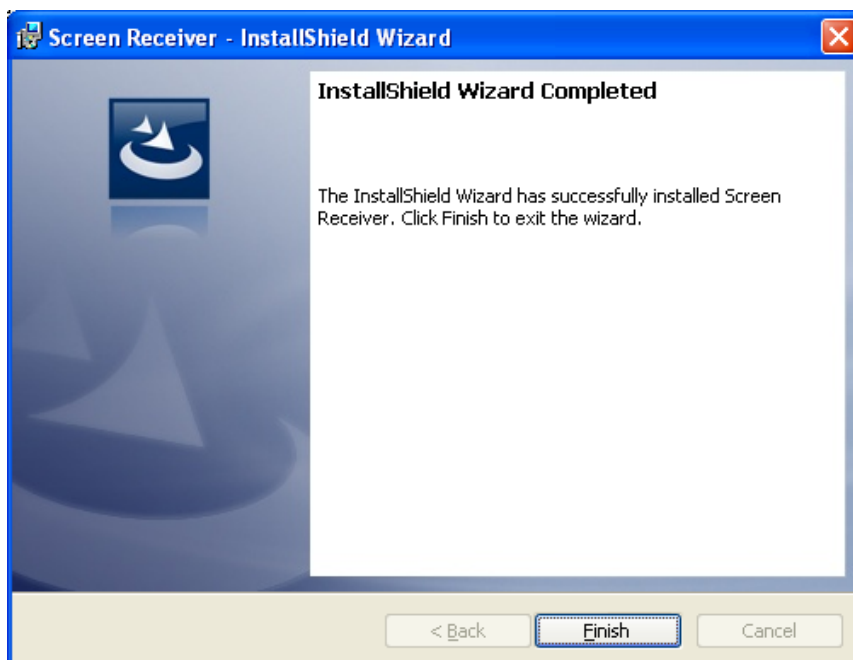 Screen Receiver - InstallShield Wizard
InstallShield Wizard Completed
The InstallShield Wizard has successfully installed Screen
Receiver. Click Finish to exit the wizard.
< Back Finish Cancel